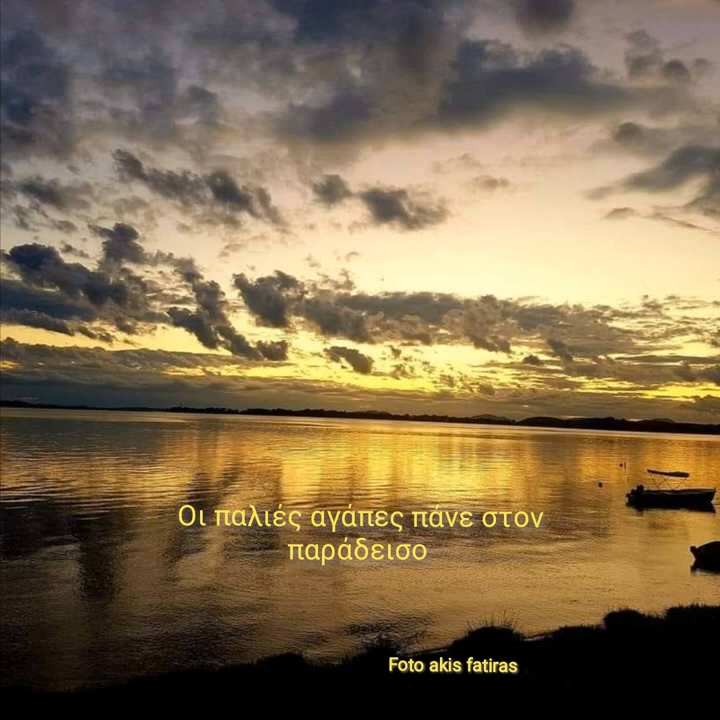 Οι παλιές αγάπες πάνε στον
παράδεισο
Foto akis fatiras